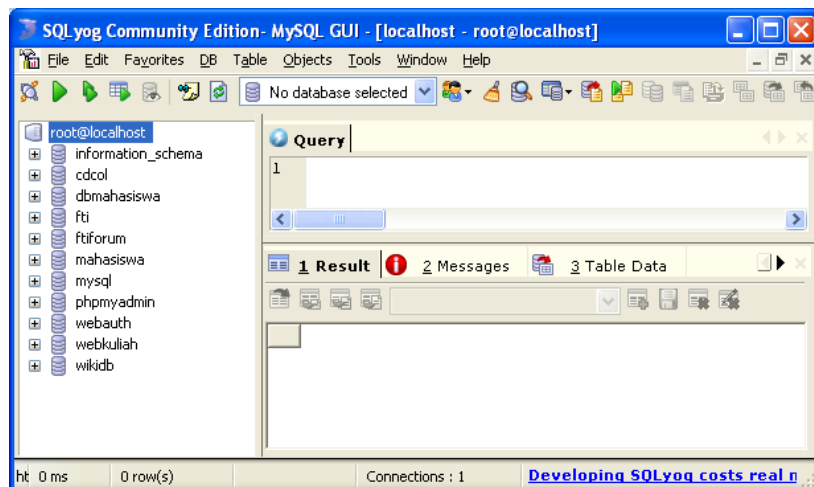 SQLyog Community Edition- MySQL GUI - [localhost - root@localhost]
File Edit Favorites DB Table Objects Tools Window Help
No database selected
root@localhost
information_schema
cdcol
dbmahasiswa
fti
ftiforum
mahasiswa
mysql
phpmyadmin
webauth
webkuliah
wikidb
Query
1
1 Result 2 Messages 3 Table Data
ht 0 ms 0 row(s) Connections : 1 Developing SQLyog costs real